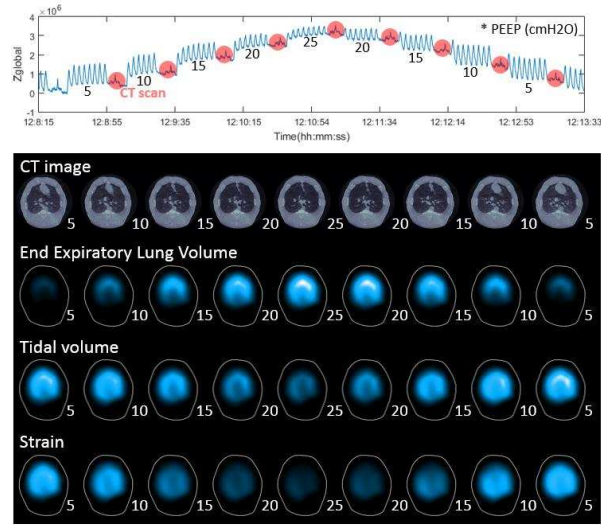 ×10⁶
* PEEP (cmH2O)
Zglobal
4
3
2
1
0
-1
5
10
15
20
25
20
15
10
5
CT scan
12:8:15
12:8:55
12:9:35
12:10:15
12:10:54
12:11:34
12:12:14
12:12:53
12:13:33
Time(hh:mm:ss)
CT image
5 10 15 20 25 20 15 10 5
End Expiratory Lung Volume
5 10 15 20 25 20 15 10 5
Tidal volume
5 10 15 20 25 20 15 10 5
Strain
5 10 15 20 25 20 15 10 5